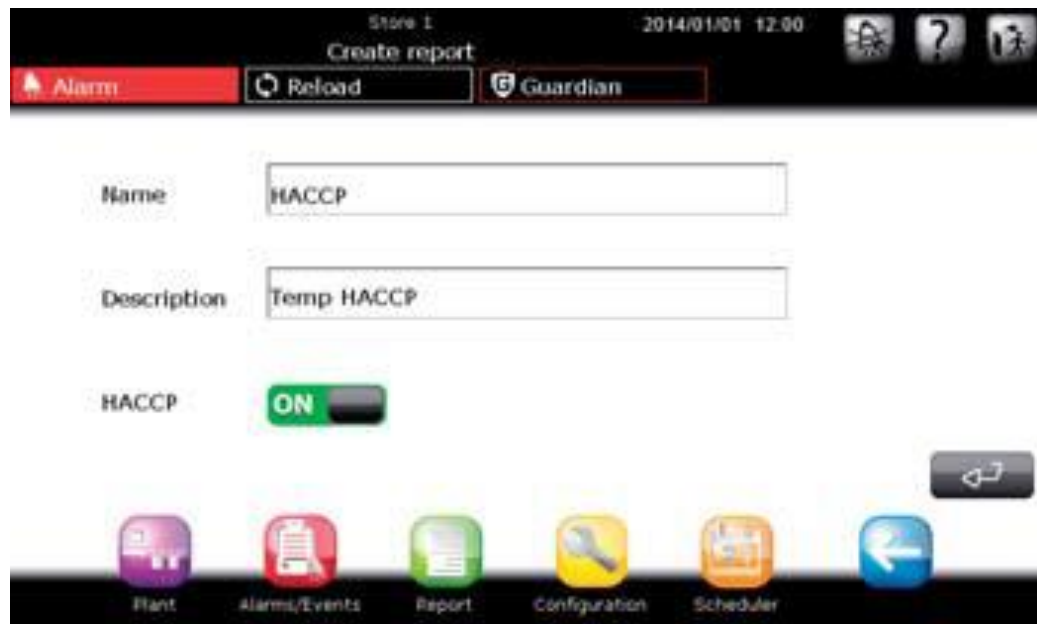 Store 1
2014/01/01 12.00
Create report
?
Alarm
Reload
G Guardian
Name
HACCP
Description
Temp HACCP
HACCP
ON
Plant
Alarms/Events
Report
Configuration
Scheduler